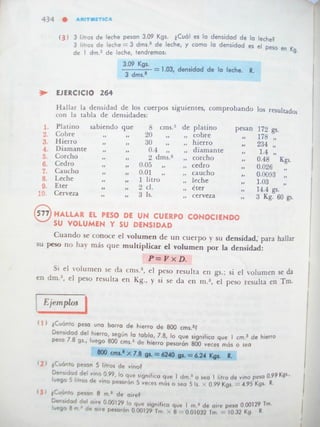 434 • ARITMETICA
(3) 3 litros de leche pesan 3.09 Kgs. ¿Cuál es la densidad de la leche?
3 litros de leche = 3 dms.³ de leche, y como la densidad es el peso en Kg.
de 1 dm.³ de leche, tendremos:
3.09 Kgs.
= 1.03, densidad de la leche. R.
3 dms.³
EJERCICIO 264
Hallar la densidad de los cuerpos siguientes, comprobando los resultados
con la tabla de densidades:
1. Platino sabiendo que 8 cms.³ de platino pesan 172 gs.
2. Cobre „ „ 20 „ „ cobre „ 178 „
3. Hierro „ „ 30 „ „ hierro „ 234 „
4. Diamante „ „ 0.4 „ „ diamante „ 1.4 „
5. Corcho „ „ 2 dms.³ „ corcho „ 0.48 Kgs.
6. Cedro „ „ 0.05 „ „ cedro „ 0.026 „
7. Caucho „ „ 0.01 „ „ caucho „ 0.0093 „
8. Leche „ „ 1 litro „ leche „ 1.03 „
9. Eter „ „ 2 cl. „ éter „ 14.4 gs.
10. Cerveza „ „ 3 ls. „ cerveza „ 3 Kg. 60 gs.
577 HALLAR EL PESO DE UN CUERPO CONOCIENDO
SU VOLUMEN Y SU DENSIDAD
Cuando se conoce el volumen de un cuerpo y su densidad, para hallar
su peso no hay más que multiplicar el volumen por la densidad:
P = V x D.
Si el volumen se da cms.³, el peso resulta en gs.; si el volumen se da
en dm.³, el peso resulta en Kg., y si se da en m.³, el peso resulta en Tm.
Ejemplos
(1) ¿Cuánto pesa una barra de hierro de 800 cms.³?
Densidad del hierro, según la tabla, 7.8, lo que significa que 1 cm.³ de hierro
pesa 7.8 gs., luego 800 cms.³ de hierro pesarán 800 veces más o sea
800 cms.³ X 7.8 gs. = 6240 gs. = 6.24 Kgs. R.
(2) ¿Cuánto pesan 5 litros de vino?
Densidad del vino 0.99, lo que significa que 1 dm.³ o sea 1 litro de vino pesa 0.99 Kgs.,
luego 5 litros de vino pesarán 5 veces más o sea 5 ls. x 0.99 Kgs. = 4.95 Kgs. R.
(3) ¿Cuánto pesan 8 m.³ de aire?
Densidad del aire 0.00129 lo que significa que 1 m.³ de aire pesa 0.00129 Tm.
luego 8 m.³ de aire pesarán 0.00129 Tm. X 8 = 0.01032 Tm. = 10.32 Kg. R.